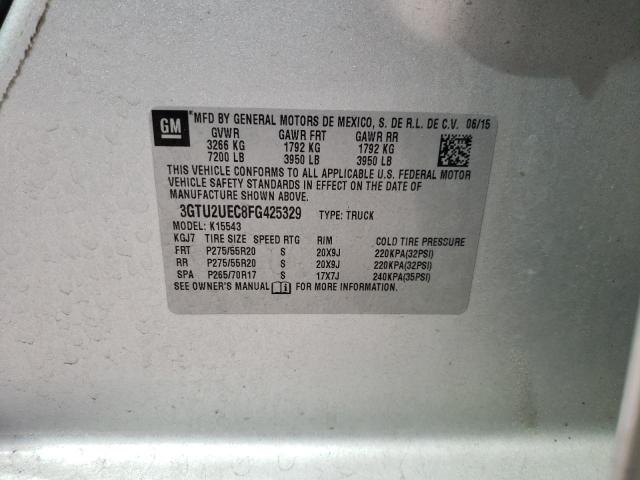 GM
*MFD BY GENERAL MOTORS DE MEXICO, S. DE R.L. DE C.V. 06/15
GVWR GAWR FRT GAWR RR
3266 KG 1792 KG 1792 KG
7200 LB 3950 LB 3950 LB
THIS VEHICLE CONFORMS TO ALL APPLICABLE U.S. FEDERAL MOTOR
VEHICLE SAFETY STANDARDS IN EFFECT ON THE DATE OF
MANUFACTURE SHOWN ABOVE.
3GTU2UEC8FG425329 TYPE: TRUCK
MODEL: K15543
KGJ7 TIRE SIZE SPEED RTG RIM COLD TIRE PRESSURE
FRT P275/55R20 S 20X9J 220KPA(32PSI)
RR P275/55R20 S 20X9J 220KPA(32PSI)
SPA P265/70R17 S 17X7J 240KPA(35PSI)
SEE OWNER'S MANUAL i FOR MORE INFORMATION.